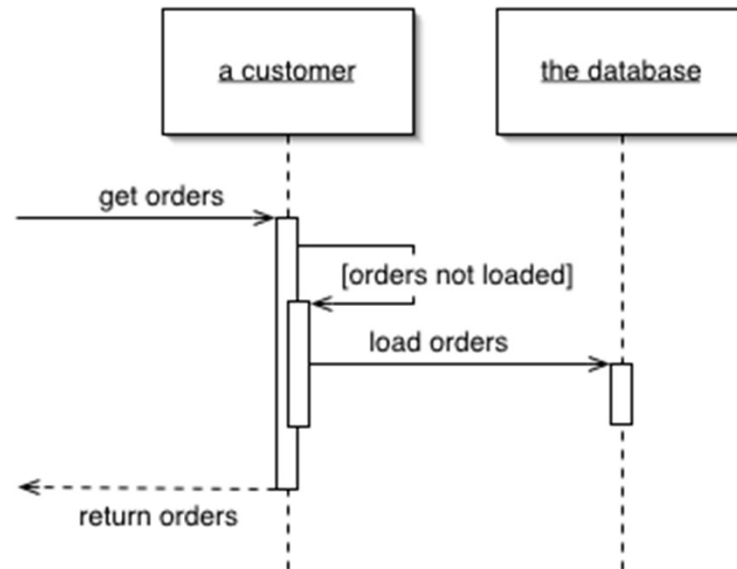 a customer
the database
get orders
[orders not loaded]
load orders
return orders